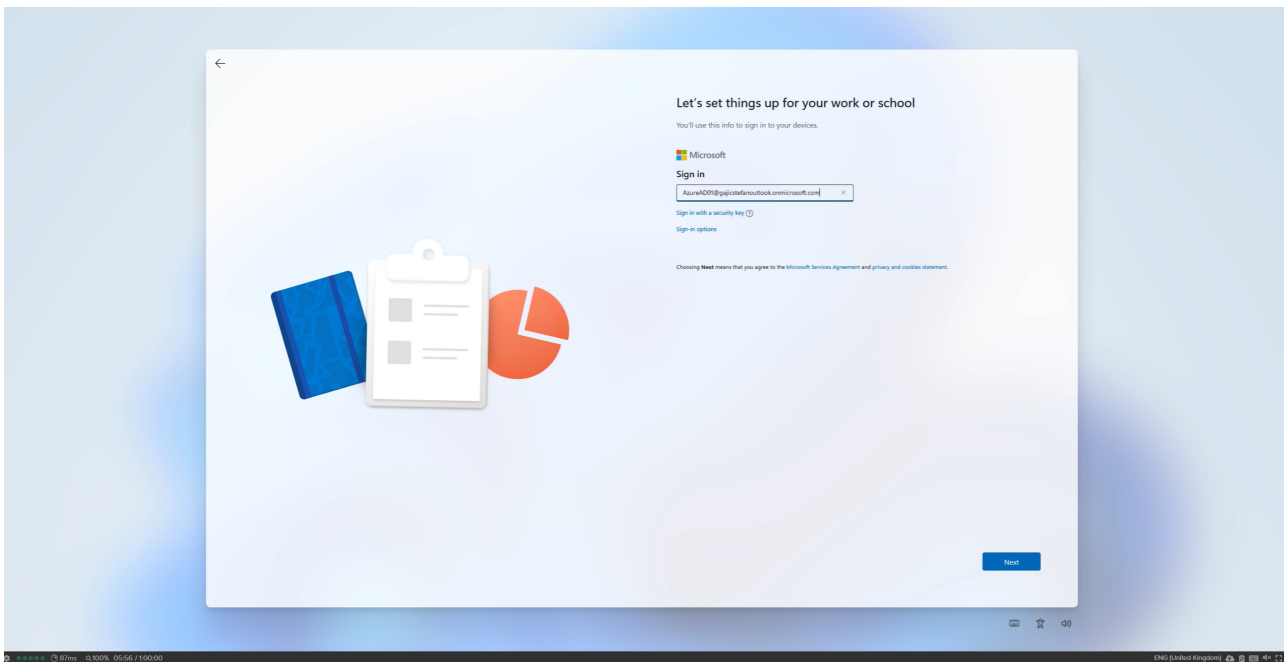 Let's set things up for your work or school
You'll use this info to sign in to your devices.
Microsoft
Sign in
AzureAD01@gajicstefanoutlook.onmicrosoft.com
Sign in with a security key
Sign-in options
Choosing Next means that you agree to the Microsoft Services Agreement and privacy and cookies statement.
Next
87ms 100% 05:56 / 1:00:00 ENG (United Kingdom)